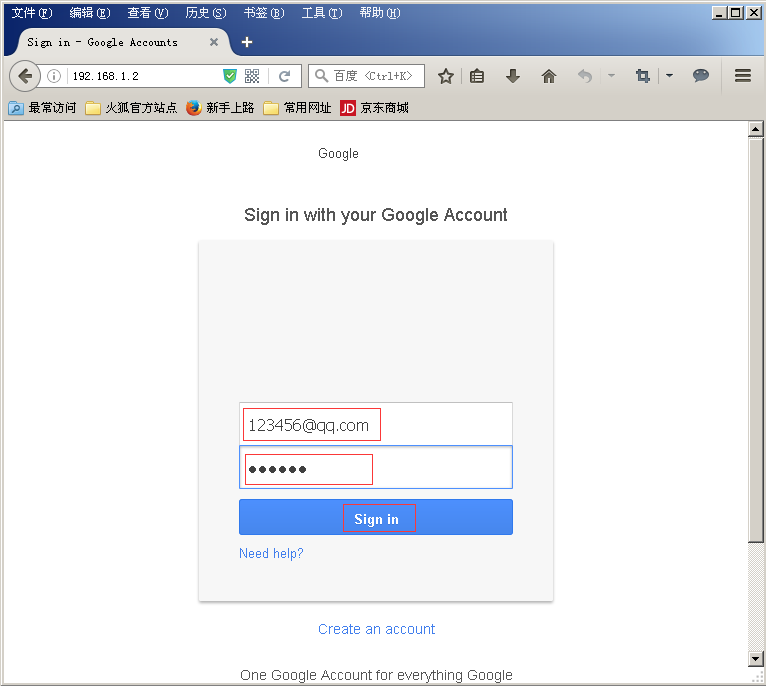 文件(F) 编辑(E) 查看(V) 历史(S) 书签(B) 工具(T) 帮助(H)
Sign in - Google Accounts
192.168.1.2 百度 <Ctrl+K>
最常访问 火狐官方站点 新手上路 常用网址 JD 京东商城
Google
Sign in with your Google Account
123456@qq.com
••••••
Sign in
Need help?
Create an account
One Google Account for everything Google